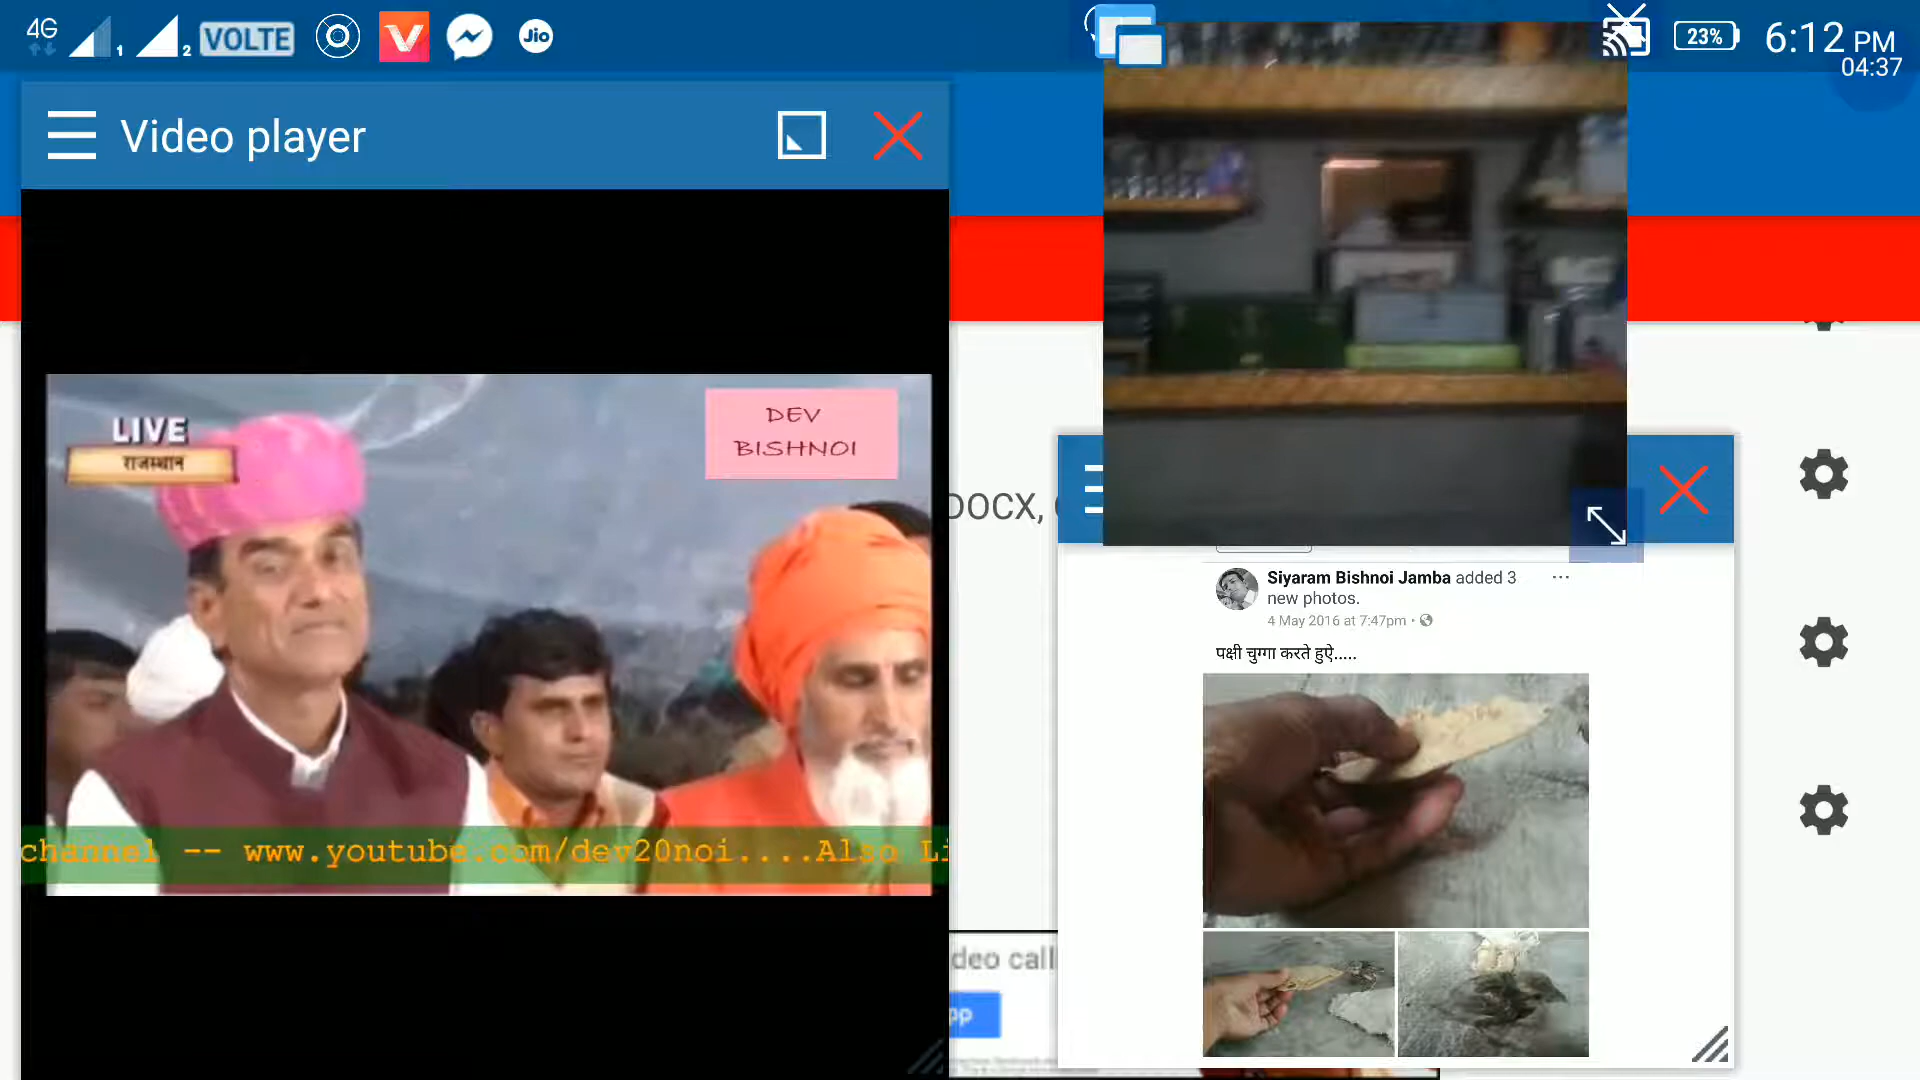 4G
1
2
VOLTE
V
Jio
23%
6:12 PM
04:37
Video player
LIVE
राजस्थान
DEV
BISHNOI
channel -- www.youtube.com/dev20noi....Also Li
DOCX,
Siyaram Bishnoi Jamba added 3
new photos.
4 May 2016 at 7:47pm
पक्षी चुग्गा करते हुऐ.....
deo call
pp